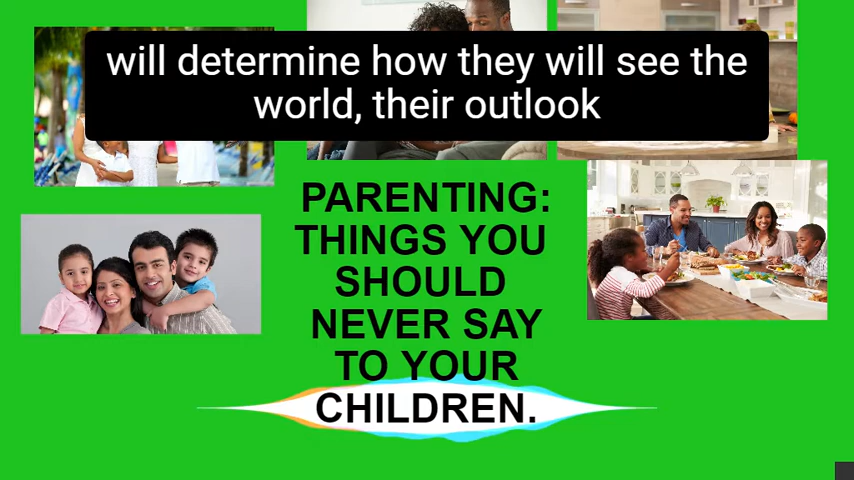 will determine how they will see the
world, their outlook
PARENTING:
THINGS YOU
SHOULD
NEVER SAY
TO YOUR
CHILDREN.